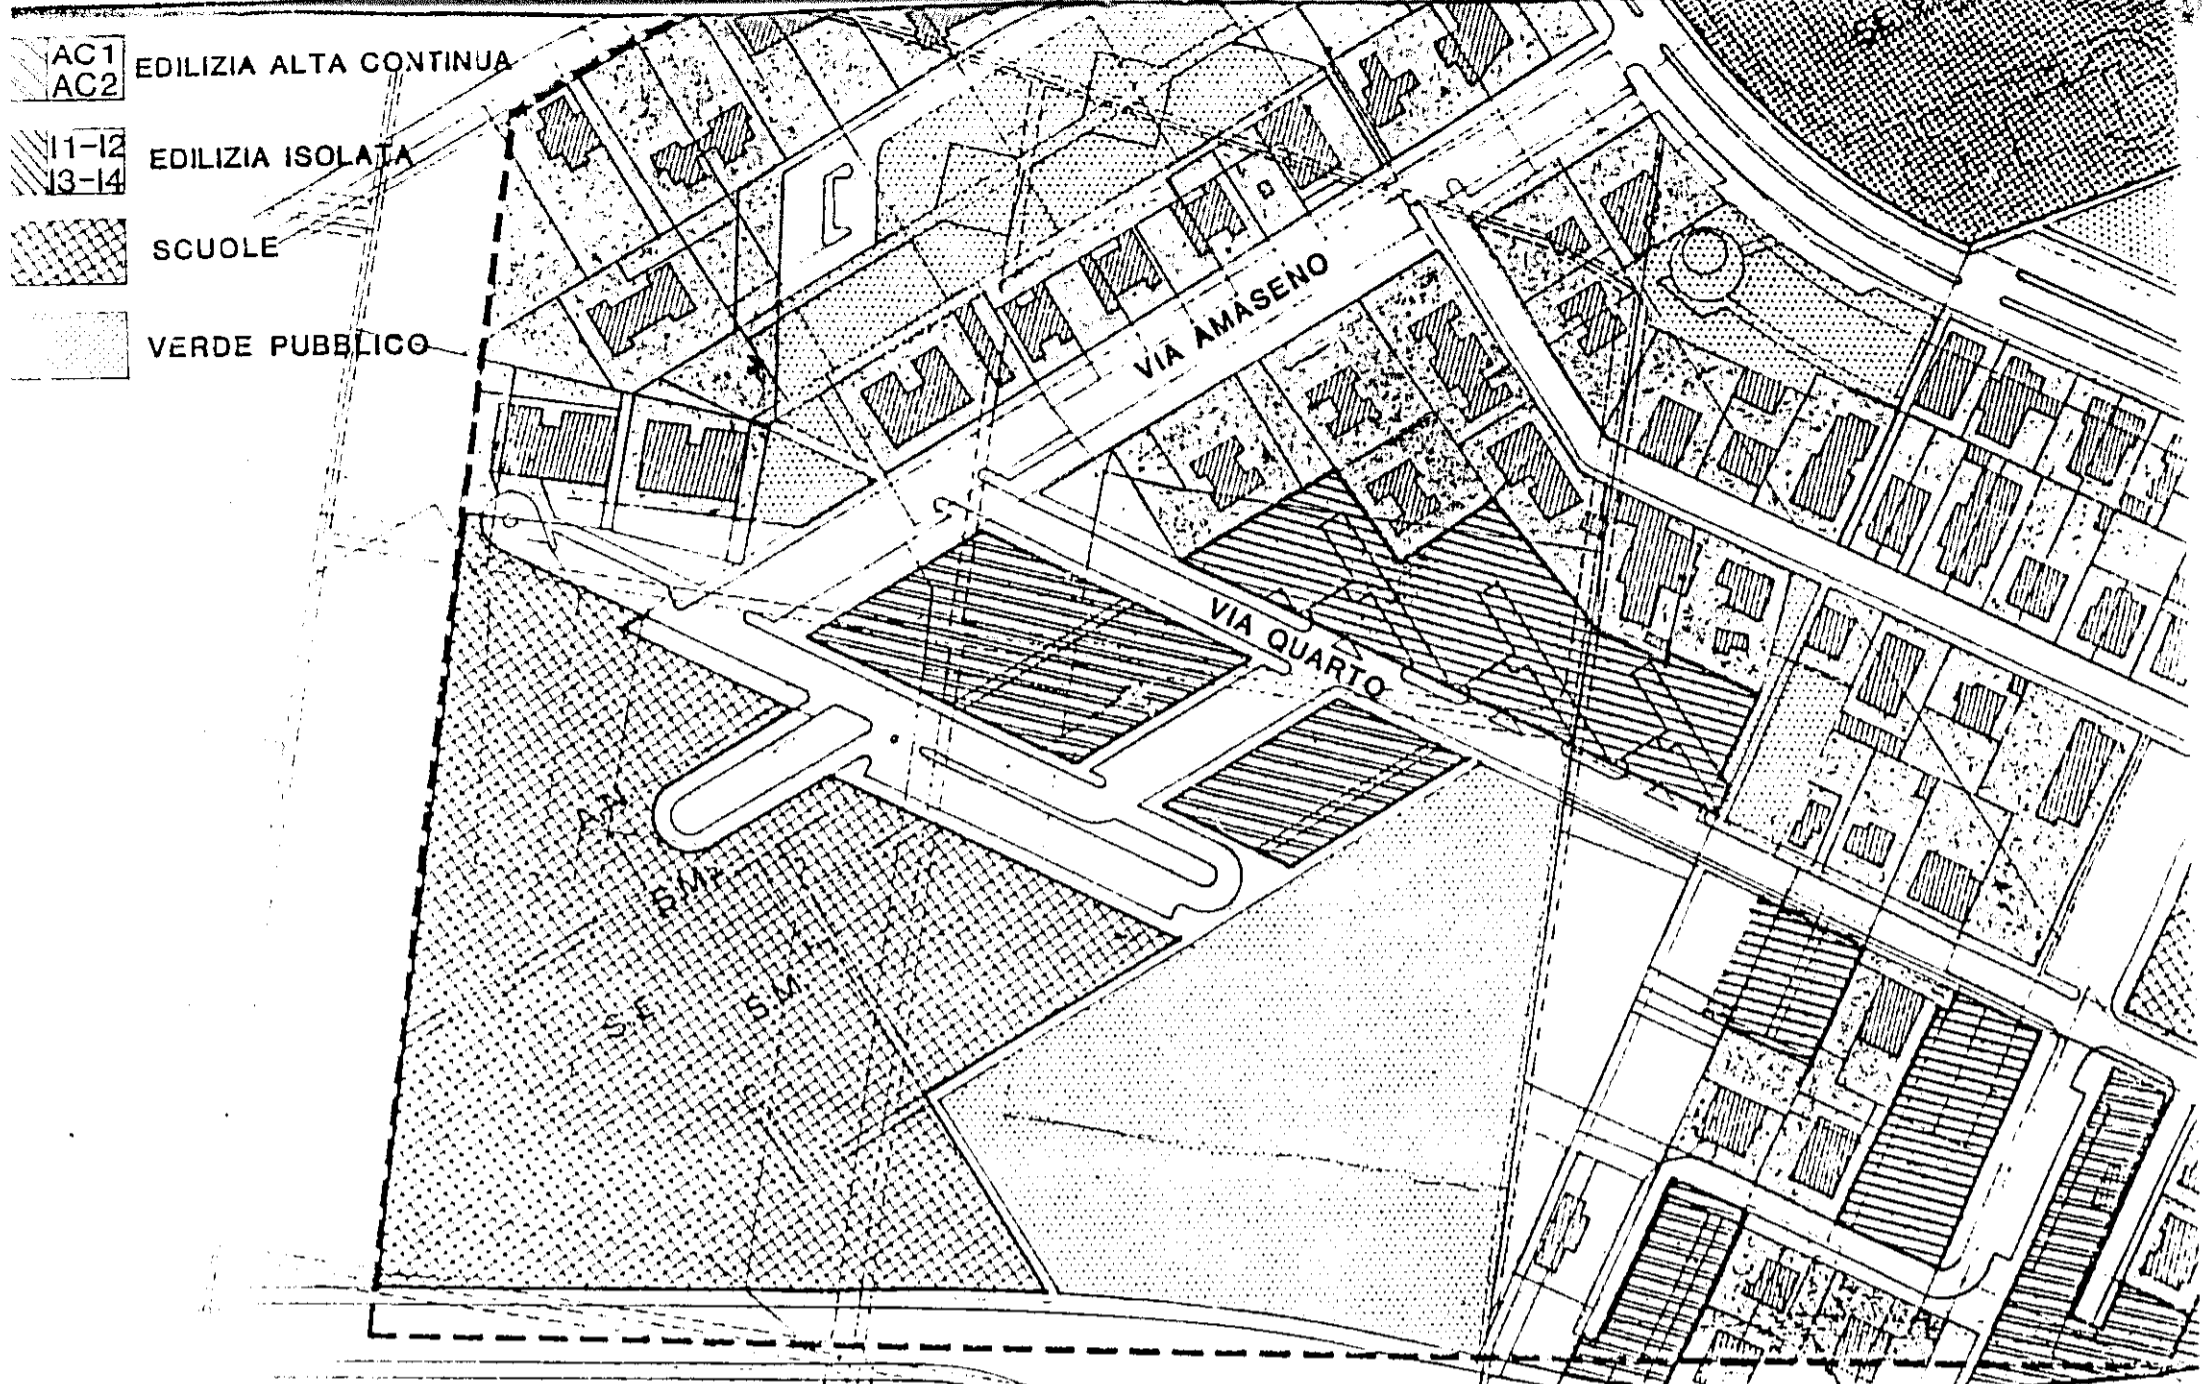 AC1
AC2
EDILIZIA ALTA CONTINUA
I1-I2
I3-I4
EDILIZIA ISOLATA
SCUOLE
VERDE PUBBLICO
VIA AMASENO
VIA QUARTO
S M
S M